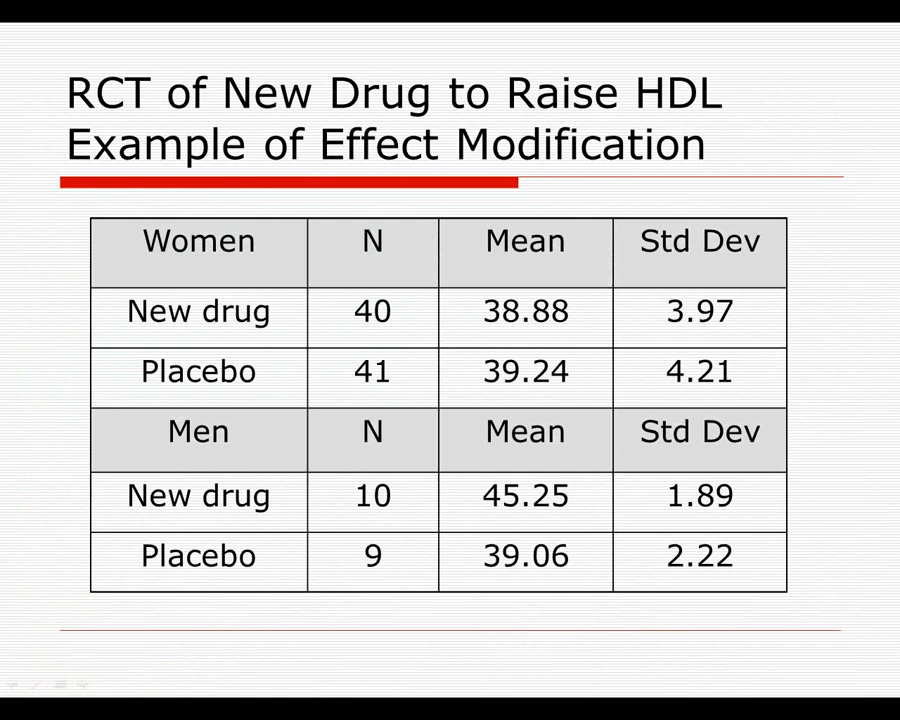 RCT of New Drug to Raise HDL
Example of Effect Modification
Women N Mean Std Dev
New drug 40 38.88 3.97
Placebo 41 39.24 4.21
Men N Mean Std Dev
New drug 10 45.25 1.89
Placebo 9 39.06 2.22